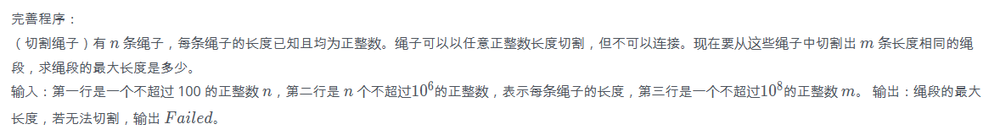 完善程序：
（切割绳子）有 n 条绳子，每条绳子的长度已知且均为正整数。绳子可以以任意正整数长度切割，但不可以连接。现在要从这些绳子中切割出 m 条长度相同的绳
段，求绳段的最大长度是多少。
输入：第一行是一个不超过 100 的正整数 n，第二行是 n 个不超过10⁶的正整数，表示每条绳子的长度，第三行是一个不超过10⁸的正整数 m。 输出：绳段的最大
长度，若无法切割，输出 Failed。